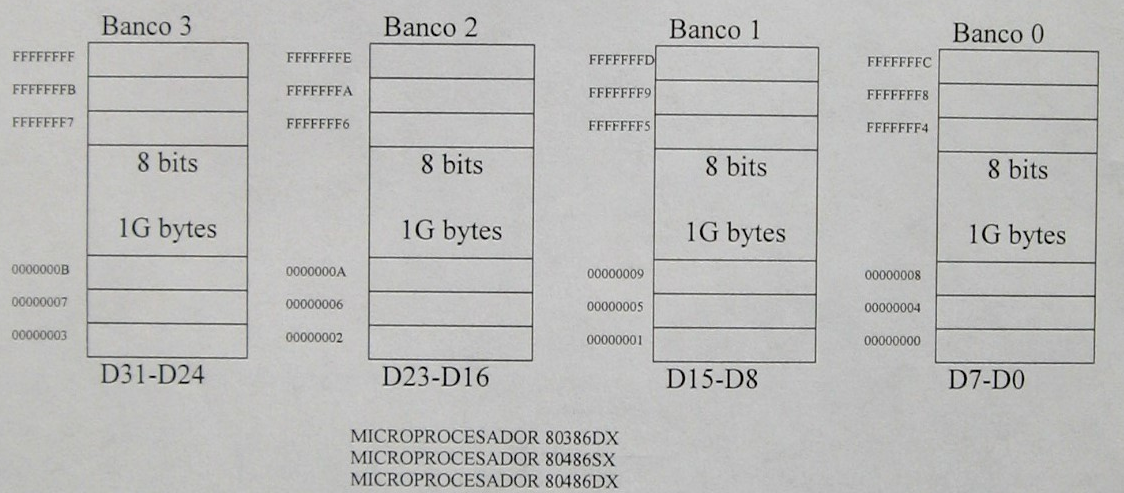 Banco 3 Banco 2 Banco 1 Banco 0
FFFFFFFF FFFFFFFE FFFFFFFD FFFFFFFC
FFFFFFFB FFFFFFFA FFFFFFF9 FFFFFFF8
FFFFFFF7 FFFFFFF6 FFFFFFF5 FFFFFFF4
8 bits 8 bits 8 bits 8 bits
1G bytes 1G bytes 1G bytes 1G bytes
0000000B 0000000A 00000009 00000008
00000007 00000006 00000005 00000004
00000003 00000002 00000001 00000000
D31-D24 D23-D16 D15-D8 D7-D0
MICROPROCESADOR 80386DX
MICROPROCESADOR 80486SX
MICROPROCESADOR 80486DX